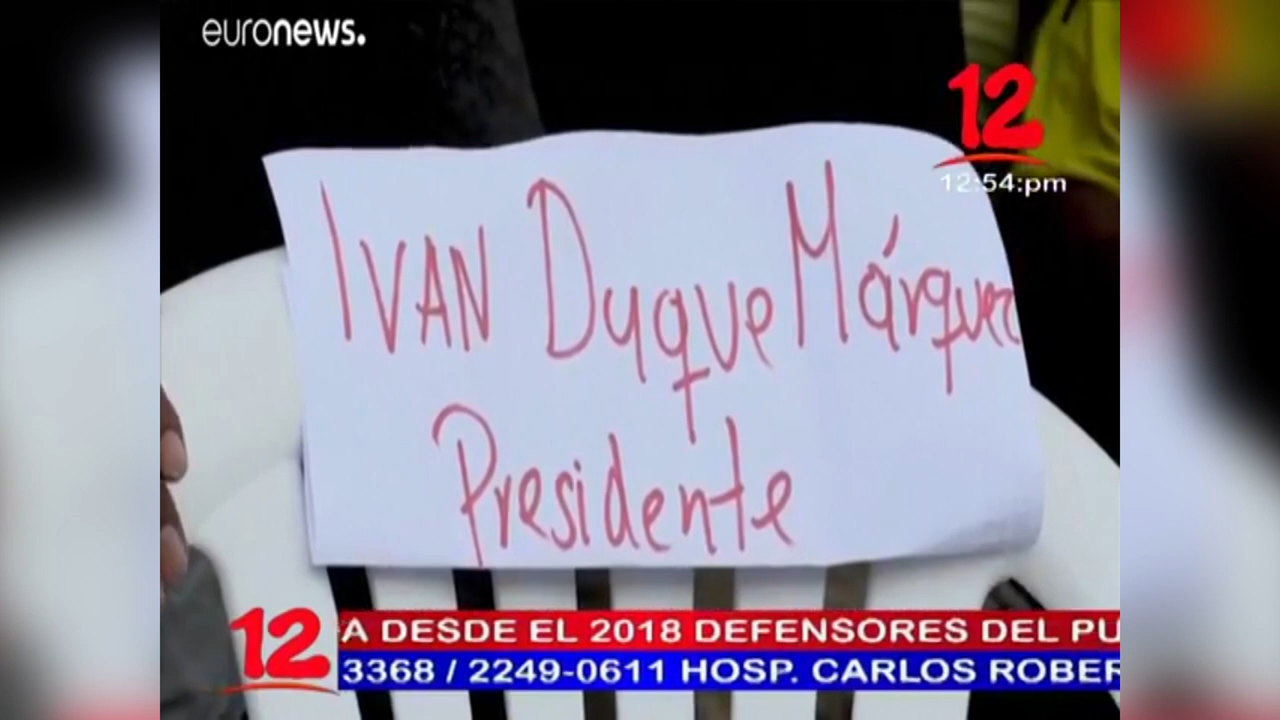 euronews.
12
12:54:pm
IVAN Duque Márquez
Presidente
12
A DESDE EL 2018 DEFENSORES DEL PU
3368 / 2249-0611 HOSP. CARLOS ROBER